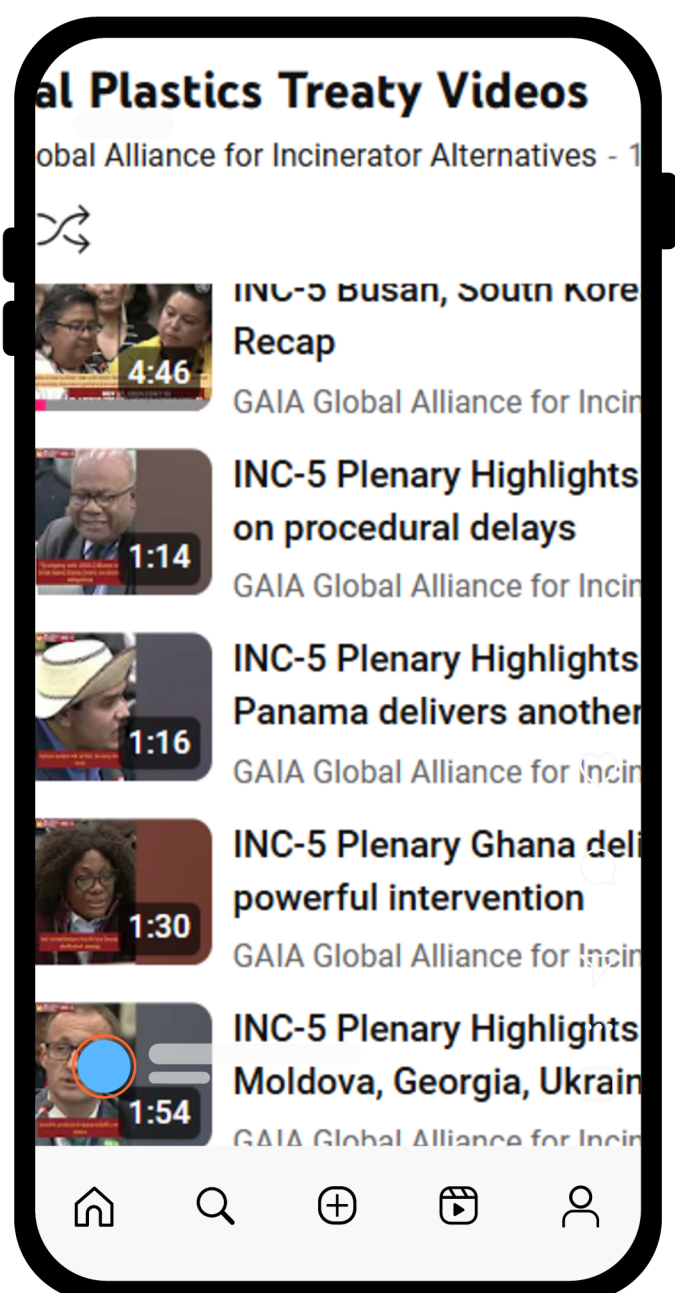 al Plastics Treaty Videos
obal Alliance for Incinerator Alternatives - 1
INC-5 Busan, South Kore
Recap
4:46
GAIA Global Alliance for Incin
INC-5 Plenary Highlights
on procedural delays
1:14
GAIA Global Alliance for Incin
INC-5 Plenary Highlights
Panama delivers another
1:16
GAIA Global Alliance for Incin
INC-5 Plenary Ghana deli
powerful intervention
1:30
GAIA Global Alliance for Incin
INC-5 Plenary Highlights
Moldova, Georgia, Ukrain
1:54
GAIA Global Alliance for Incin